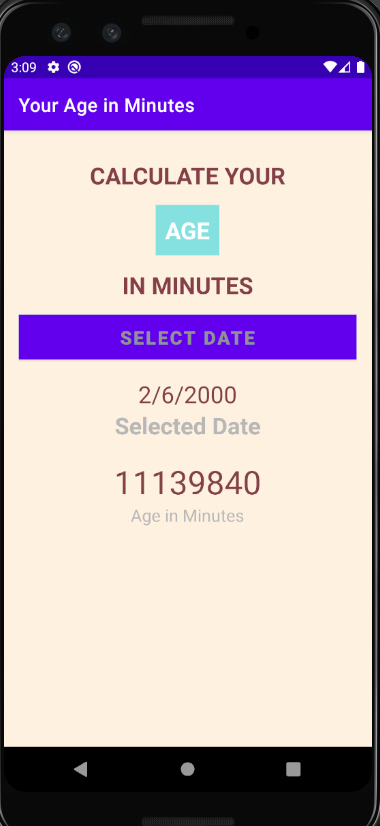 3:09
Your Age in Minutes
CALCULATE YOUR
AGE
IN MINUTES
SELECT DATE
2/6/2000
Selected Date
11139840
Age in Minutes